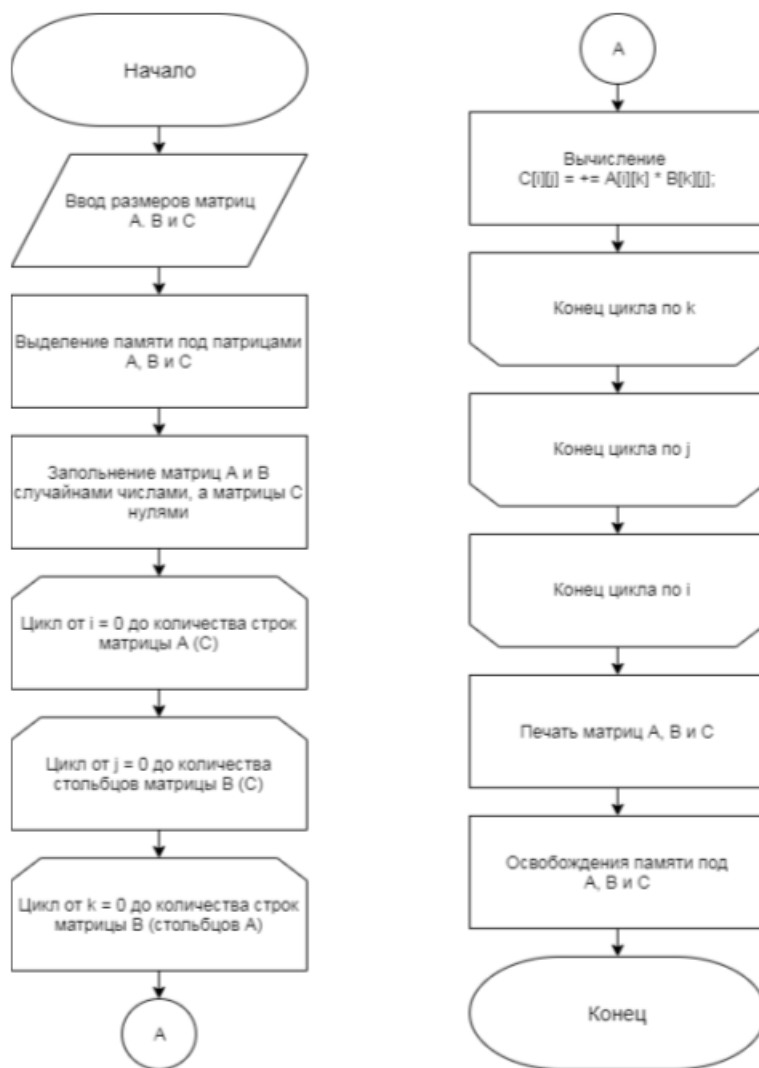 Начало
Ввод размеров матриц
А. В и С
Выделение памяти под патрицами
А, В и С
Запольнение матриц А и В
случайнами числами, а матрицы С
нулями
Цикл от i = 0 до количества строк
матрицы А (С)
Цикл от j = 0 до количества
стольбцов матрицы В (С)
Цикл от k = 0 до количества строк
матрицы В (стольбцов А)
А
А
Вычисление
C[i][j] = += A[i][k] * B[k][j];
Конец цикла по k
Конец цикла по j
Конец цикла по i
Печать матриц А, В и С
Освобождения памяти под
А, В и С
Конец